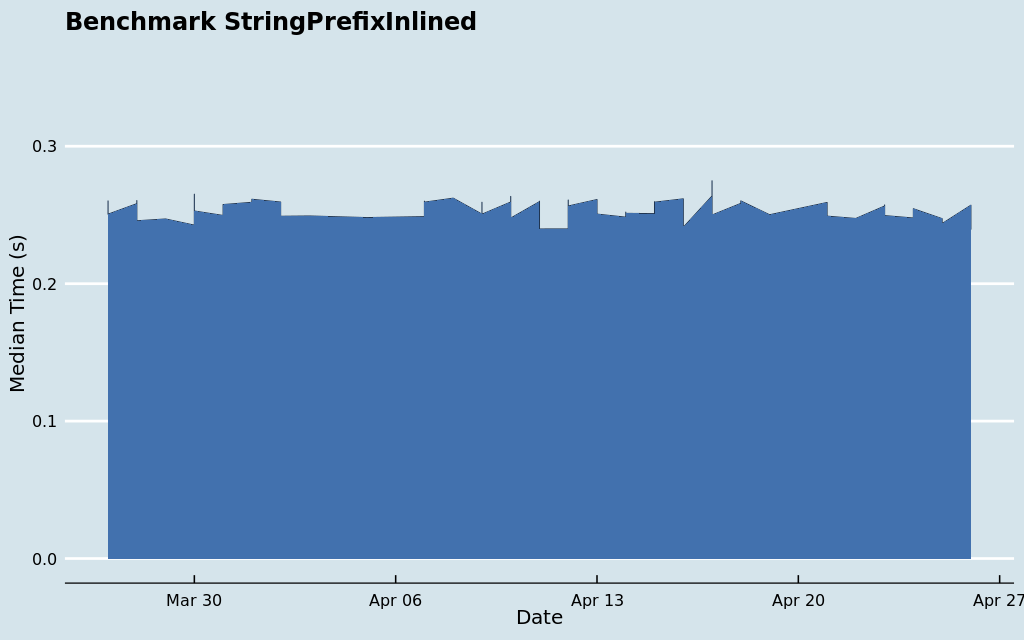 Benchmark StringPrefixInlined
0.3
0.2
0.1
0.0
Median Time (s)
Mar 30
Apr 06
Apr 13
Apr 20
Apr 27
Date